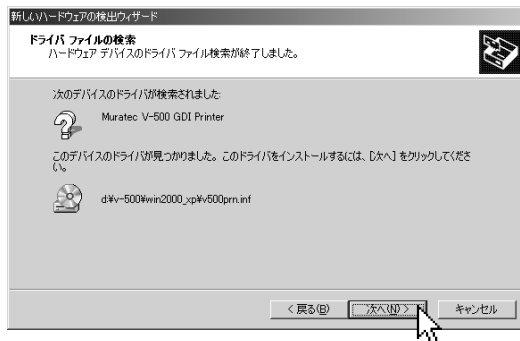 新しいハードウェアの検出ウィザード
ドライバ ファイルの検索
ハードウェア デバイスのドライバ ファイル検索が終了しました。
次のデバイスのドライバが検索されました:
Muratec V-500 GDI Printer
このデバイスのドライバが見つかりました。このドライバをインストールするには、[次へ] をクリックしてくださ
い。
d:¥v-500¥win2000_xp¥v500prn.inf
< 戻る(B)
次へ(N) >
キャンセル